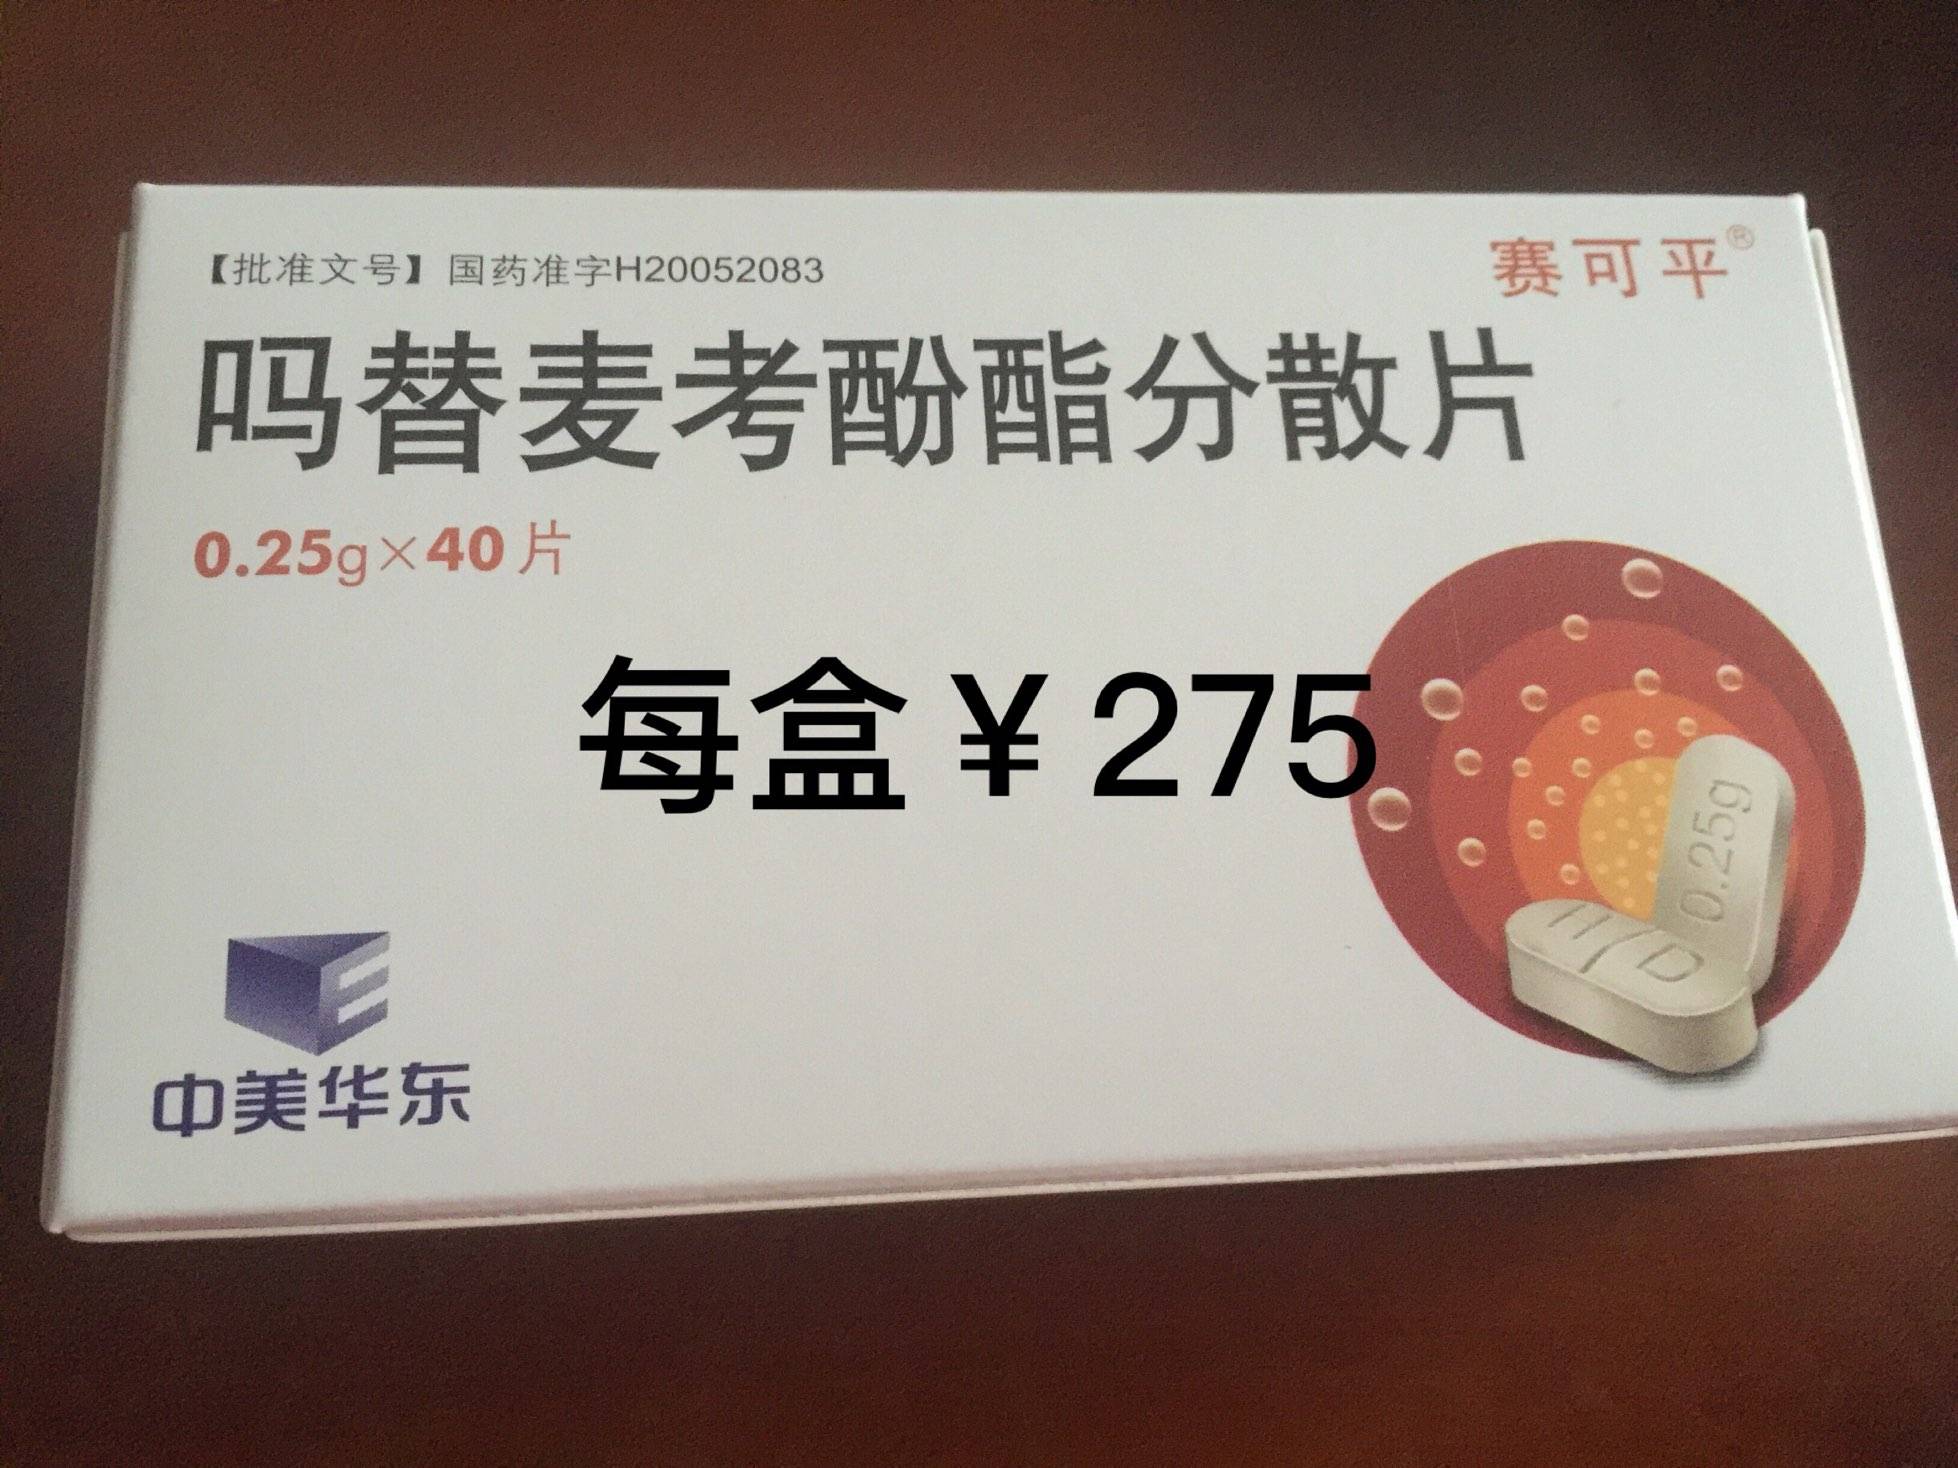 【批准文号】 国药准字H20052083
赛可平®
吗替麦考酚酯分散片
0.25g×40片
每盒￥275
0.25g
H D
中美华东